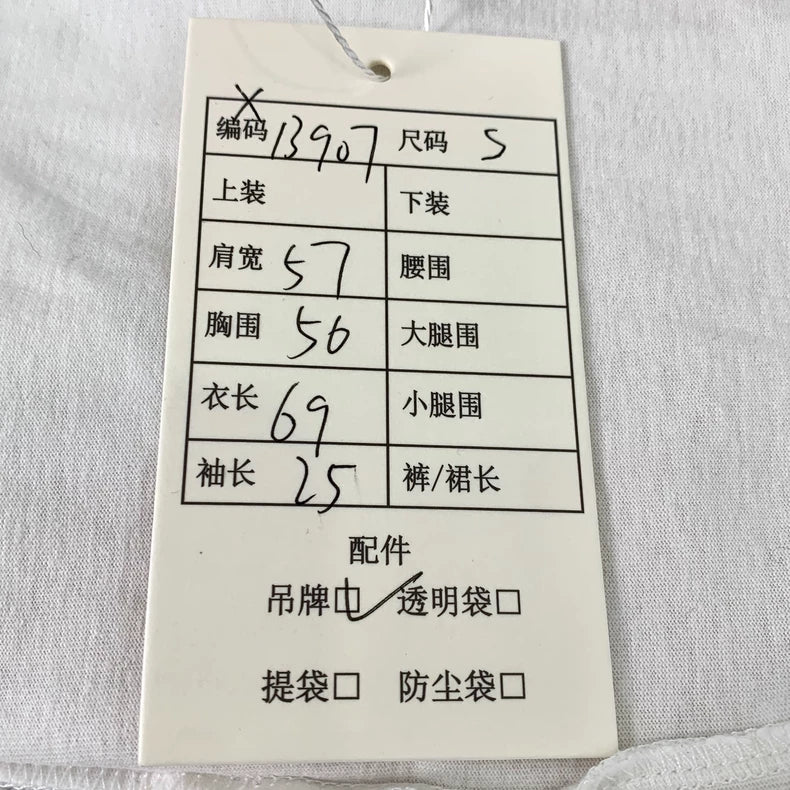 X
编码 13907 尺码 S
上装 下装
肩宽 57 腰围
胸围 56 大腿围
衣长 69 小腿围
袖长 25 裤/裙长
配件
吊牌☑ 透明袋□
提袋□ 防尘袋□